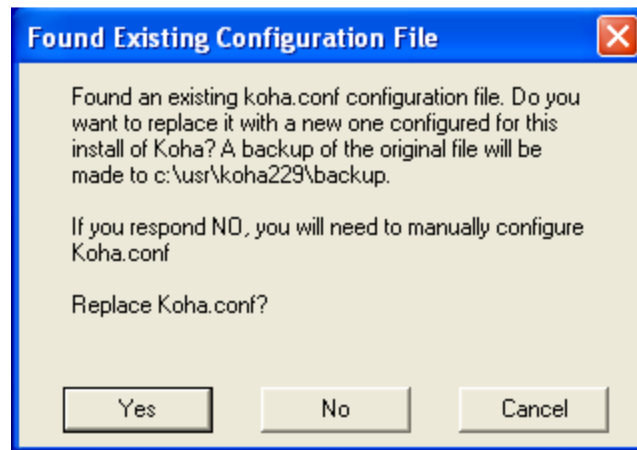 Found Existing Configuration File
Found an existing koha.conf configuration file. Do you
want to replace it with a new one configured for this
install of Koha? A backup of the original file will be
made to c:\usr\koha229\backup.
If you respond NO, you will need to manually configure
Koha.conf
Replace Koha.conf?
Yes
No
Cancel